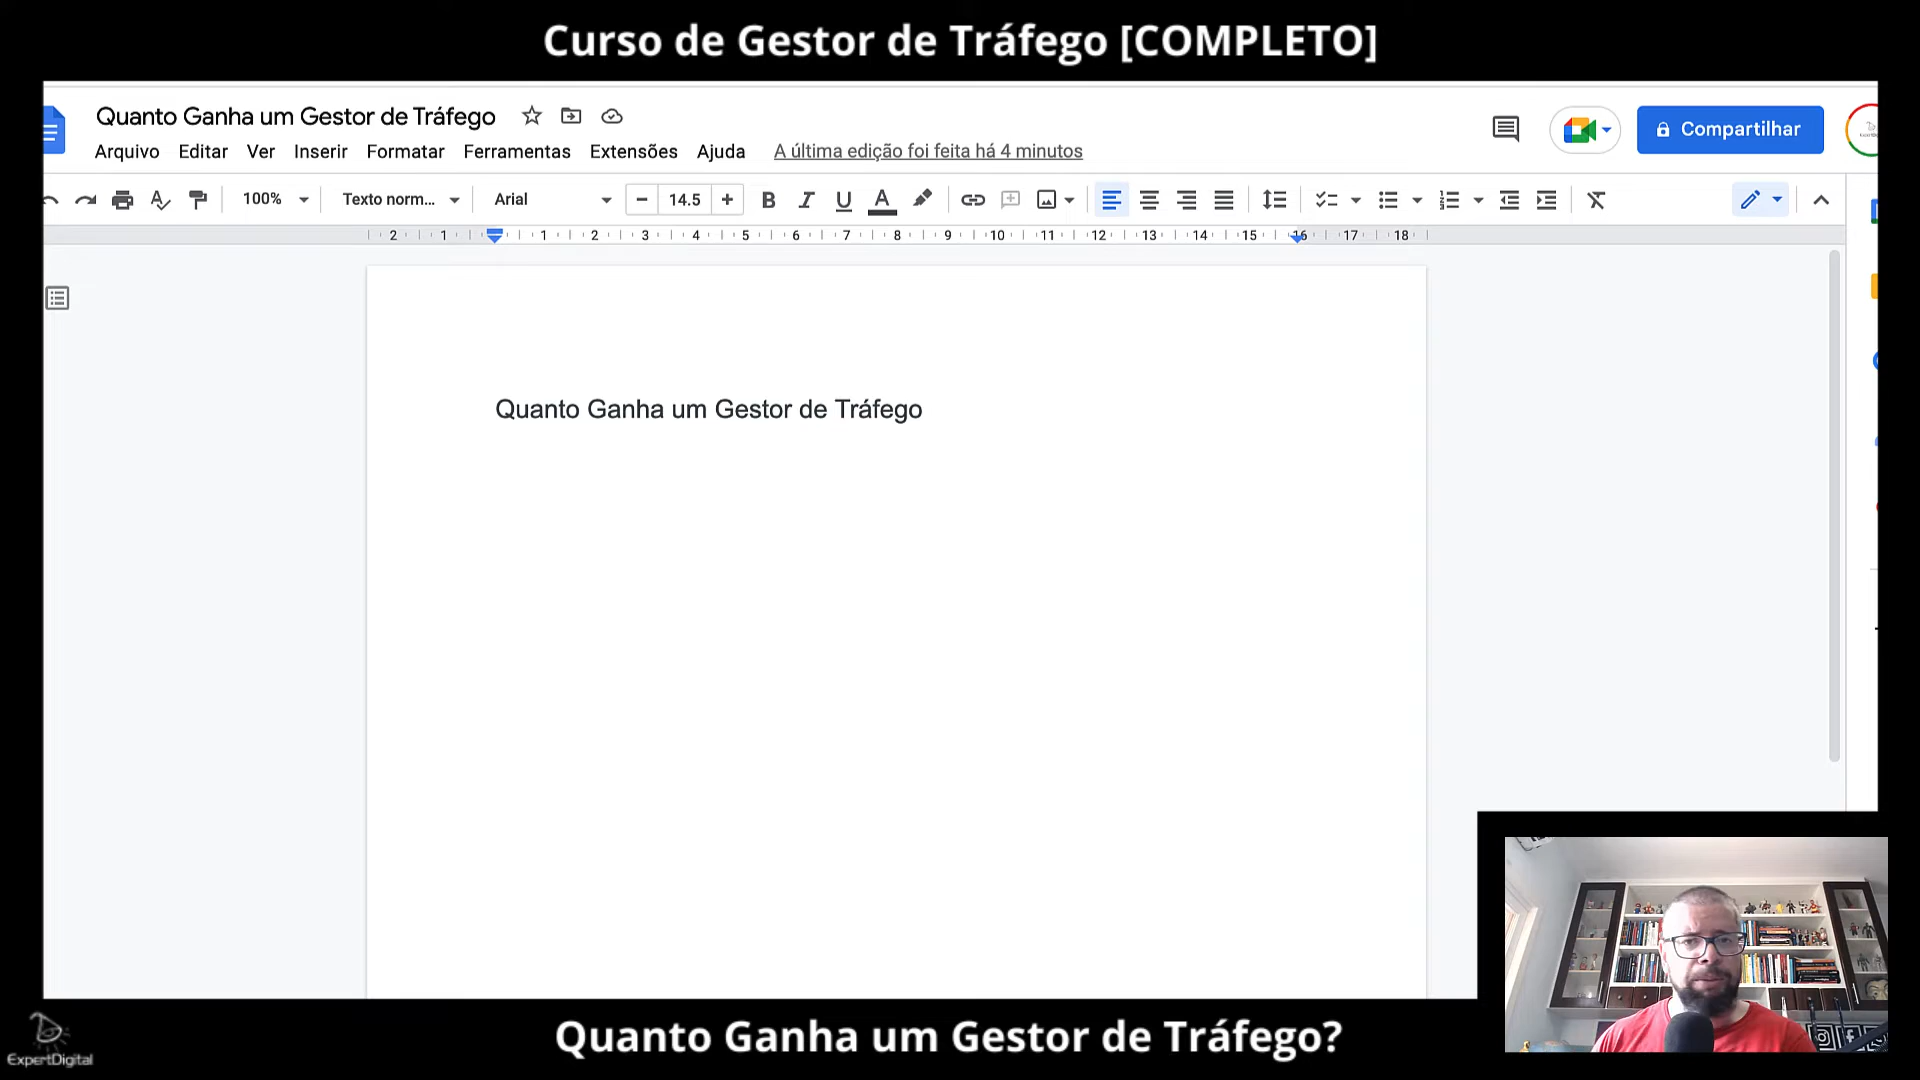 Curso de Gestor de Tráfego [COMPLETO]
Quanto Ganha um Gestor de Tráfego
Arquivo Editar Ver Inserir Formatar Ferramentas Extensões Ajuda A última edição foi feita há 4 minutos
Compartilhar
100% Texto norm... Arial 14.5
2 1 1 2 3 4 5 6 7 8 9 10 11 12 13 14 15 16 17 18
Quanto Ganha um Gestor de Tráfego
Quanto Ganha um Gestor de Tráfego?
ExpertDigital